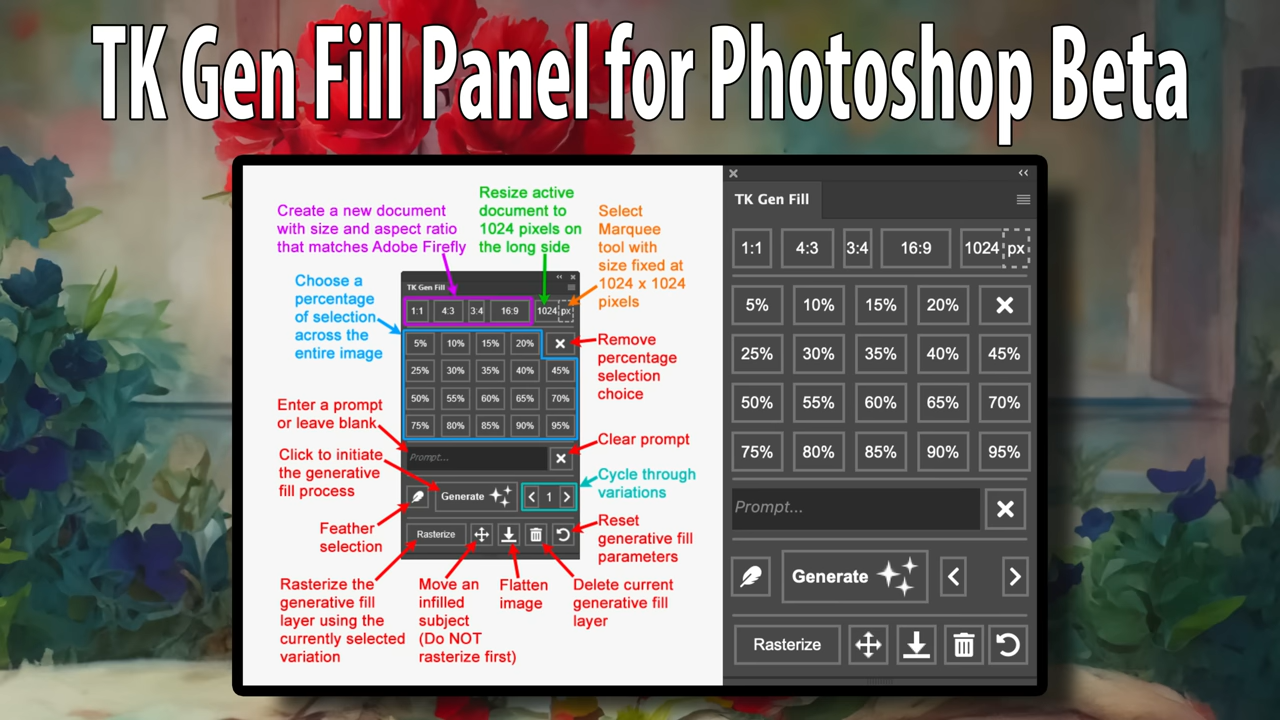 TK Gen Fill Panel for Photoshop Beta
Create a new document
with size and aspect ratio
that matches Adobe Firefly
Resize active
document to
1024 pixels on
the long side
Select
Marquee
tool with
size fixed at
1024 x 1024
pixels
Choose a
percentage
of selection
across the
entire image
Remove
percentage
selection
choice
Enter a prompt
or leave blank
Clear prompt
Click to initiate
the generative
fill process
Cycle through
variations
Feather
selection
Reset
generative fill
parameters
Rasterize the
generative fill
layer using the
currently selected
variation
Move an
infilled
subject
(Do NOT
rasterize first)
Flatten
image
Delete current
generative fill
layer
TK Gen Fill
1:1 4:3 3:4 16:9 1024 px
5% 10% 15% 20%
25% 30% 35% 40% 45%
50% 55% 60% 65% 70%
75% 80% 85% 90% 95%
Prompt...
Generate 1
Rasterize
TK Gen Fill
1:1 4:3 3:4 16:9 1024 px
5% 10% 15% 20%
25% 30% 35% 40% 45%
50% 55% 60% 65% 70%
75% 80% 85% 90% 95%
Prompt...
Generate
Rasterize